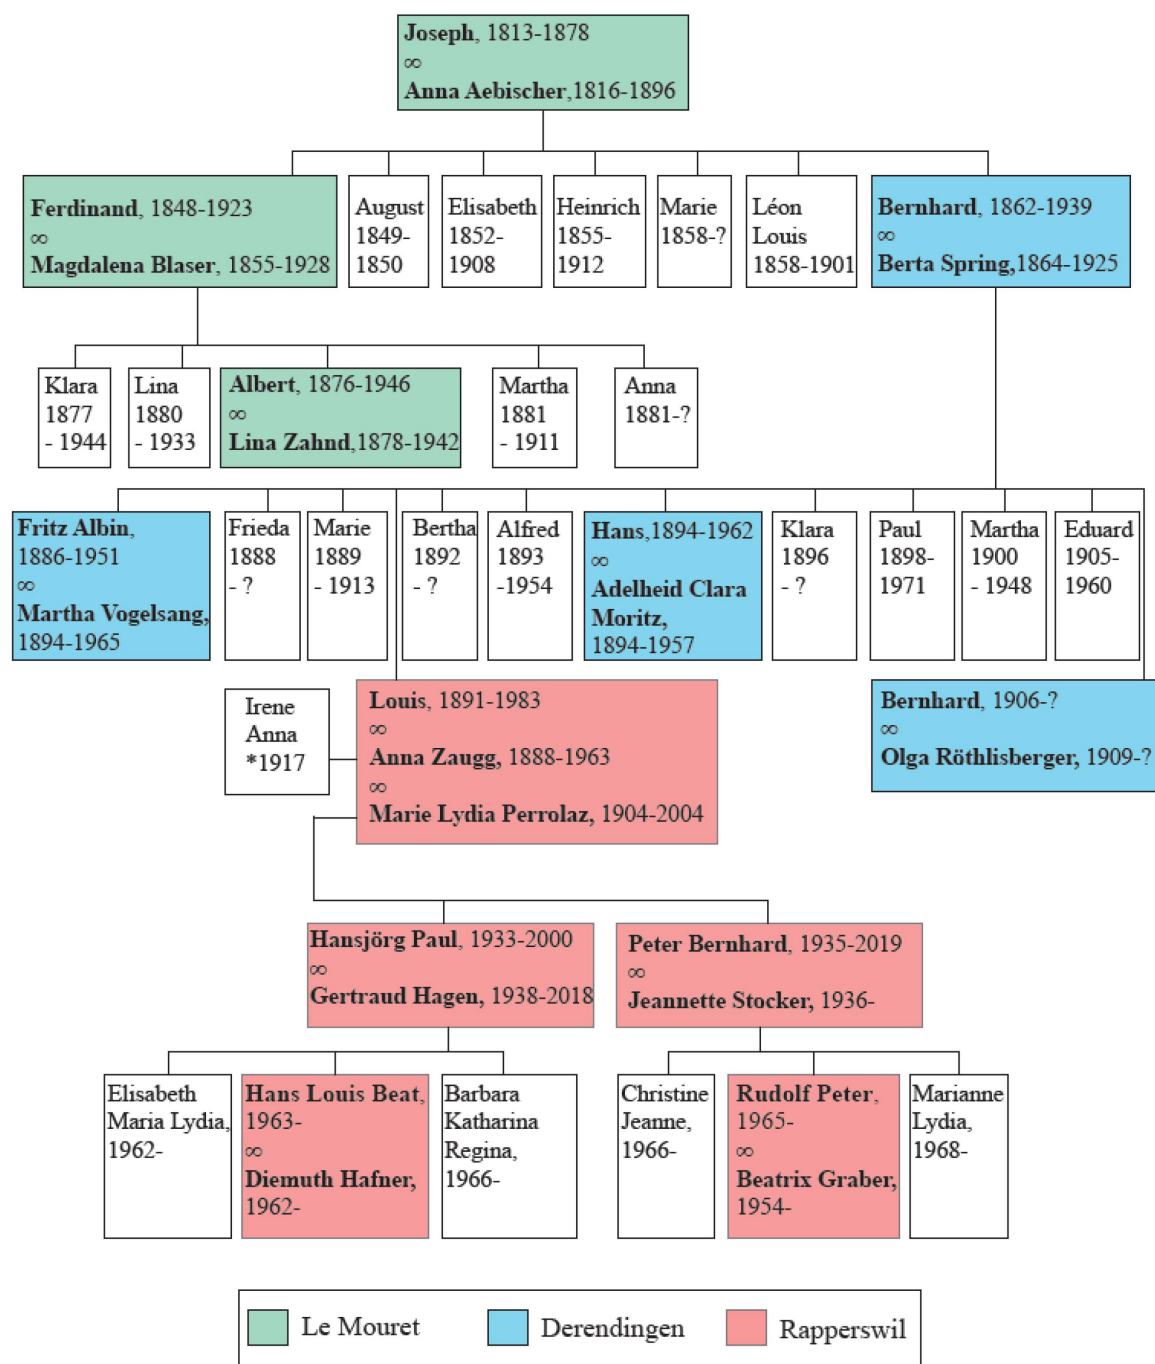 Joseph, 1813-1878
∞
Anna Aebischer,1816-1896
Ferdinand, 1848-1923
∞
Magdalena Blaser, 1855-1928
August
1849-
1850
Elisabeth
1852-
1908
Heinrich
1855-
1912
Marie
1858-?
Léon
Louis
1858-1901
Bernhard, 1862-1939
∞
Berta Spring,1864-1925
Klara
1877
- 1944
Lina
1880
- 1933
Albert, 1876-1946
∞
Lina Zahnd,1878-1942
Martha
1881
- 1911
Anna
1881-?
Fritz Albin,
1886-1951
∞
Martha Vogelsang,
1894-1965
Frieda
1888
- ?
Marie
1889
- 1913
Bertha
1892
- ?
Alfred
1893
-1954
Hans,1894-1962
∞
Adelheid Clara
Moritz,
1894-1957
Klara
1896
- ?
Paul
1898-
1971
Martha
1900
- 1948
Eduard
1905-
1960
Irene
Anna
*1917
Louis, 1891-1983
∞
Anna Zaugg, 1888-1963
∞
Marie Lydia Perrolaz, 1904-2004
Bernhard, 1906-?
∞
Olga Röthlisberger, 1909-?
Hansjörg Paul, 1933-2000
∞
Gertraud Hagen, 1938-2018
Peter Bernhard, 1935-2019
∞
Jeannette Stocker, 1936-
Elisabeth
Maria Lydia,
1962-
Hans Louis Beat,
1963-
∞
Diemuth Hafner,
1962-
Barbara
Katharina
Regina,
1966-
Christine
Jeanne,
1966-
Rudolf Peter,
1965-
∞
Beatrix Graber,
1954-
Marianne
Lydia,
1968-
Le Mouret
Derendingen
Rapperswil